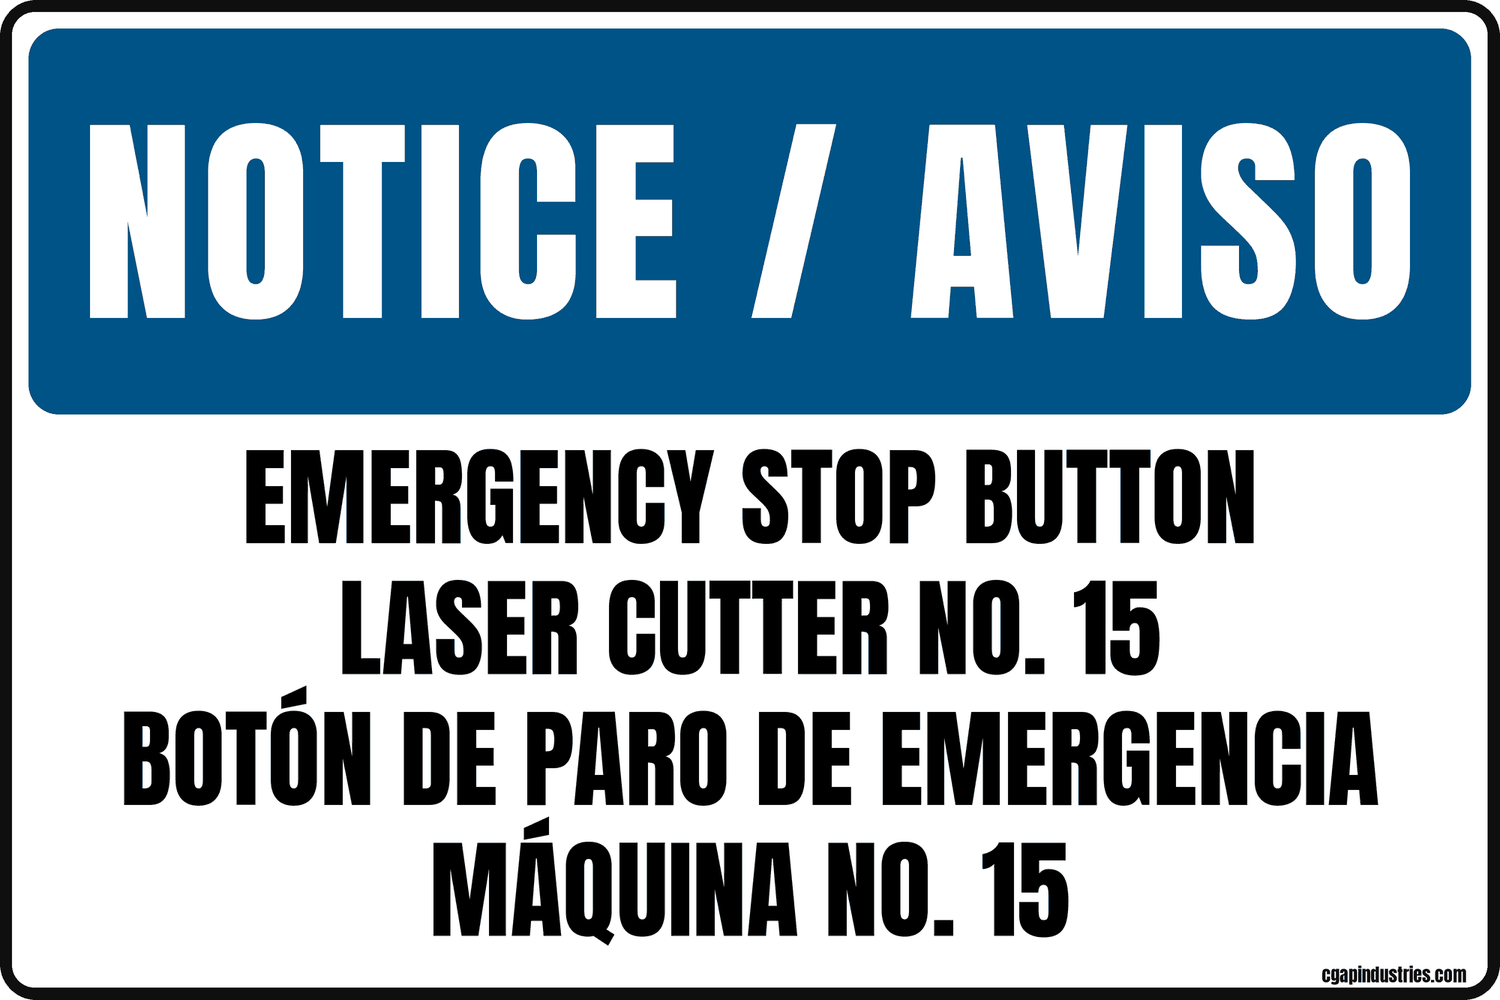 NOTICE / AVISO
EMERGENCY STOP BUTTON
LASER CUTTER NO. 15
BOTÓN DE PARO DE EMERGENCIA
MÁQUINA NO. 15
cgapindustries.com